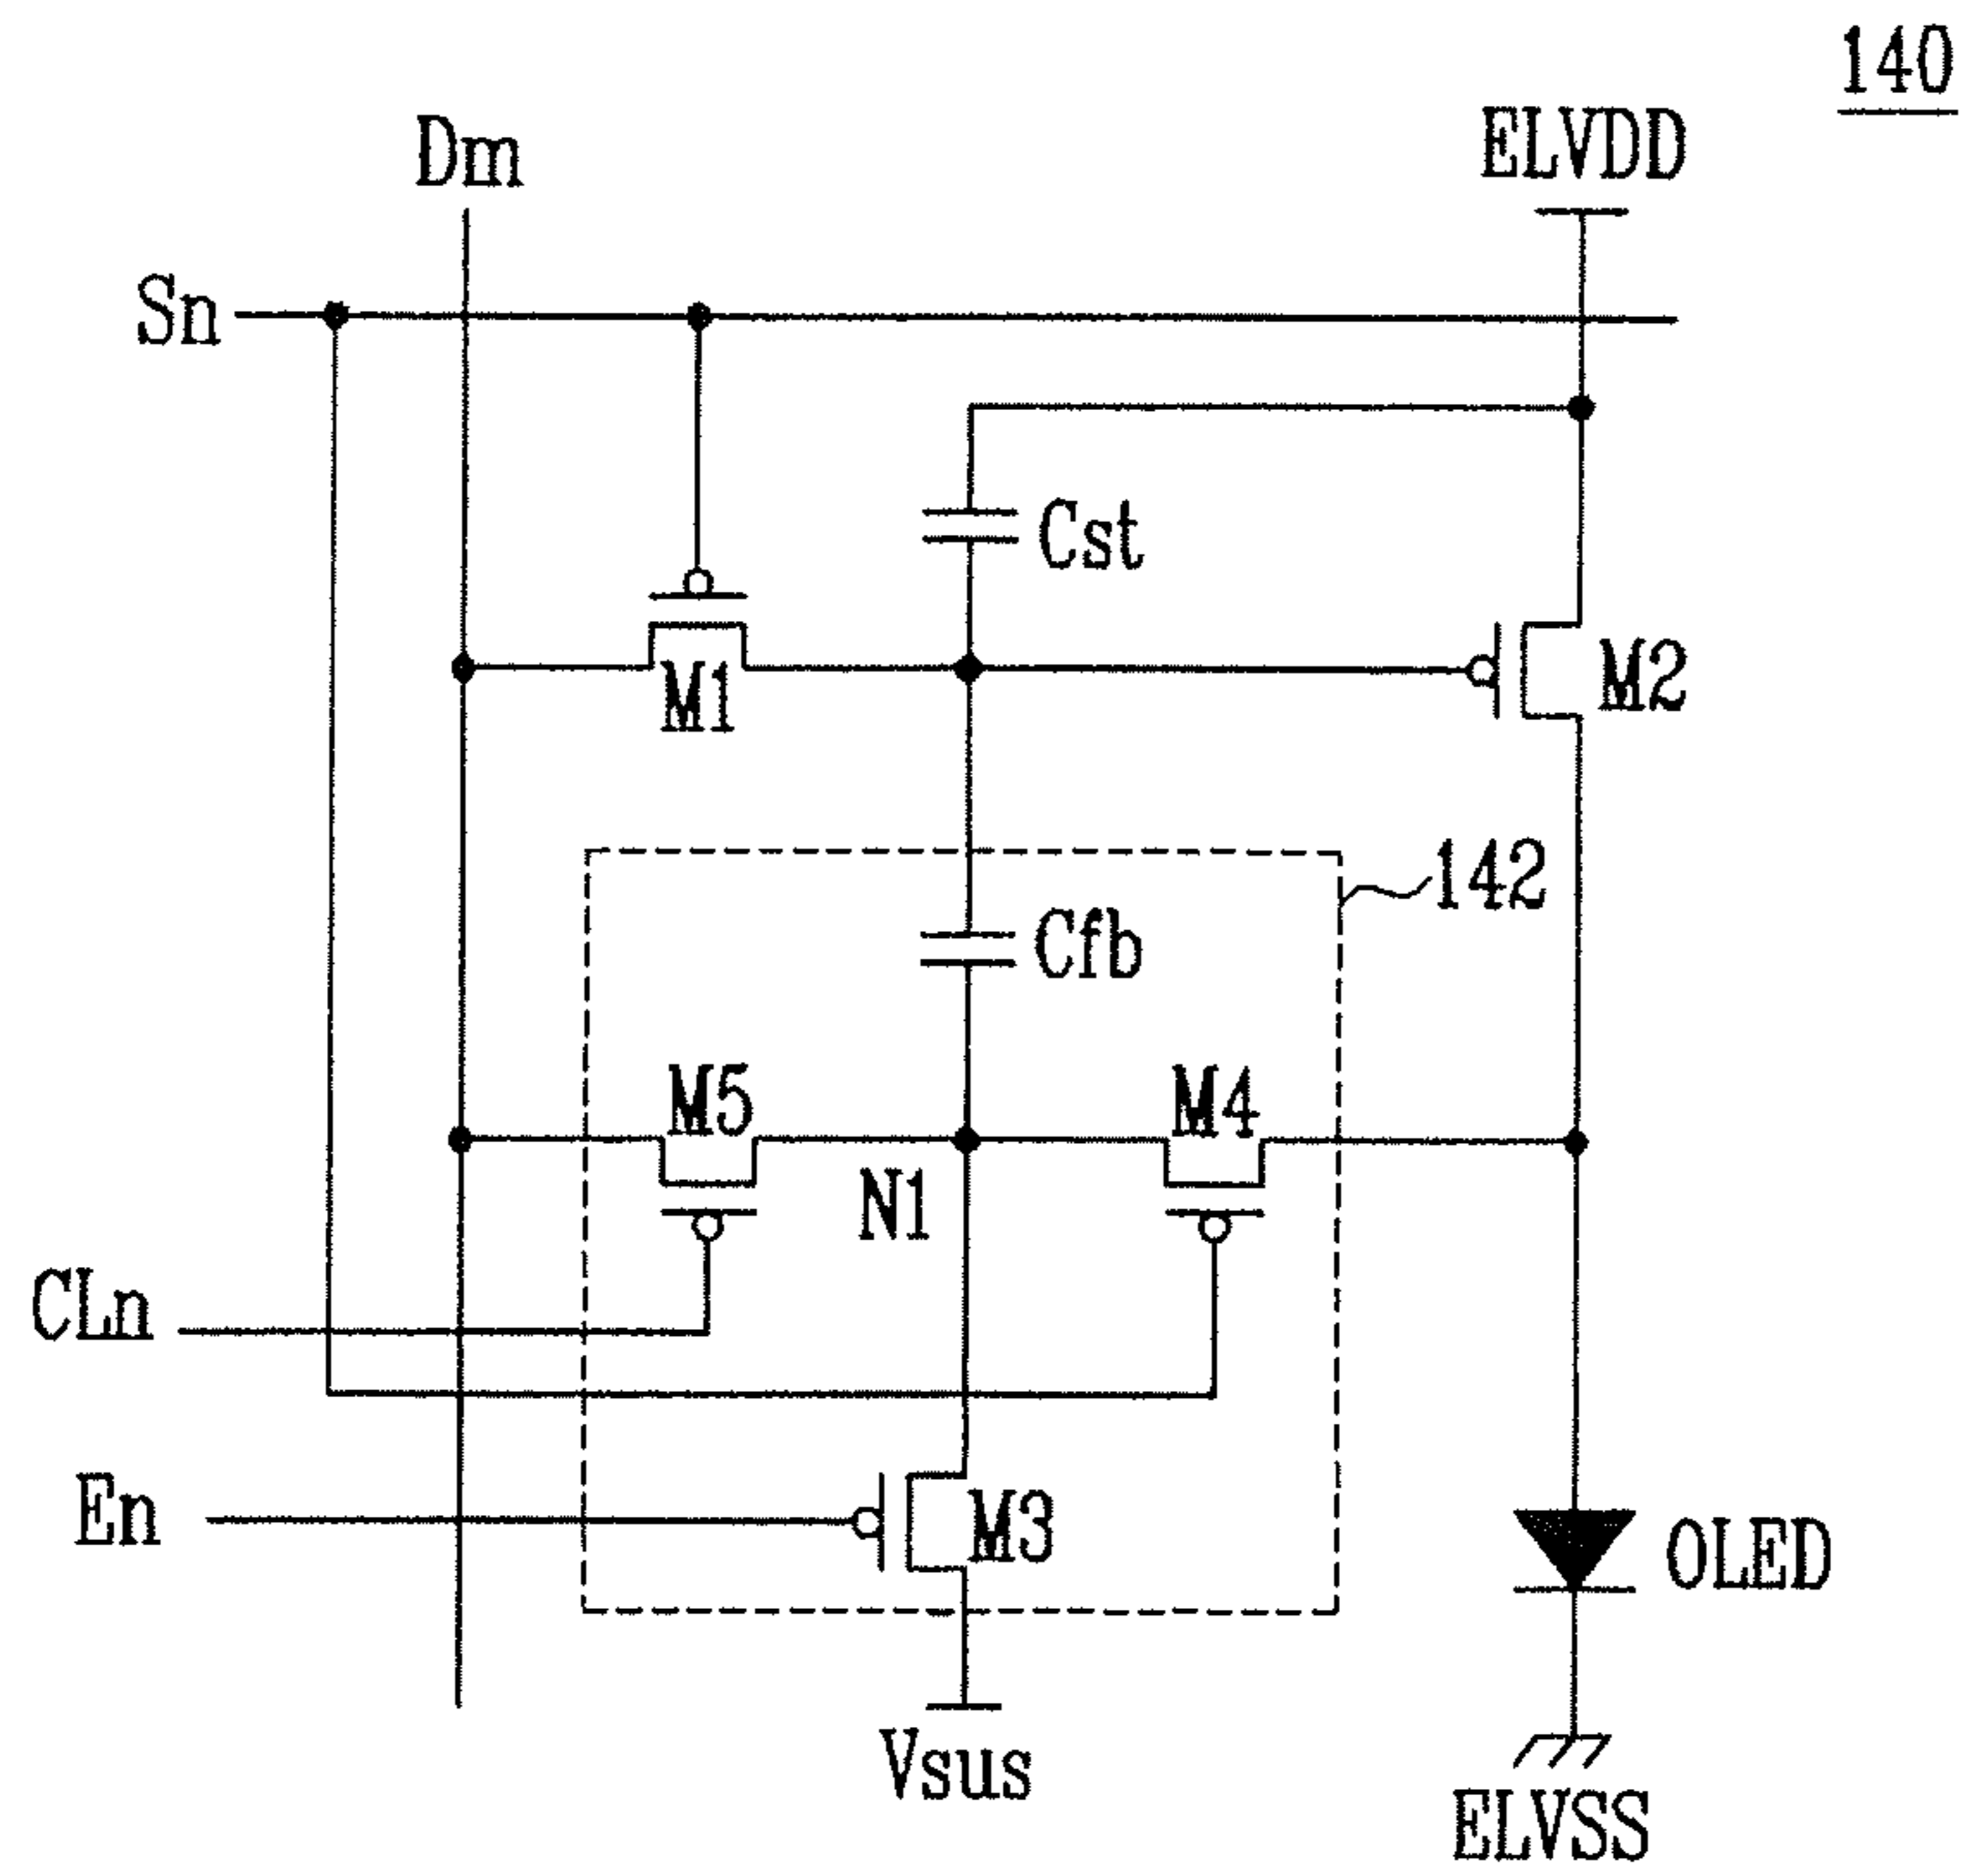 140
ELVDD
Dm
Sn
Cst
M1
M2
142
Cfb
M5
M4
N1
CLn
En
M3
OLED
Vsus
ELVSS